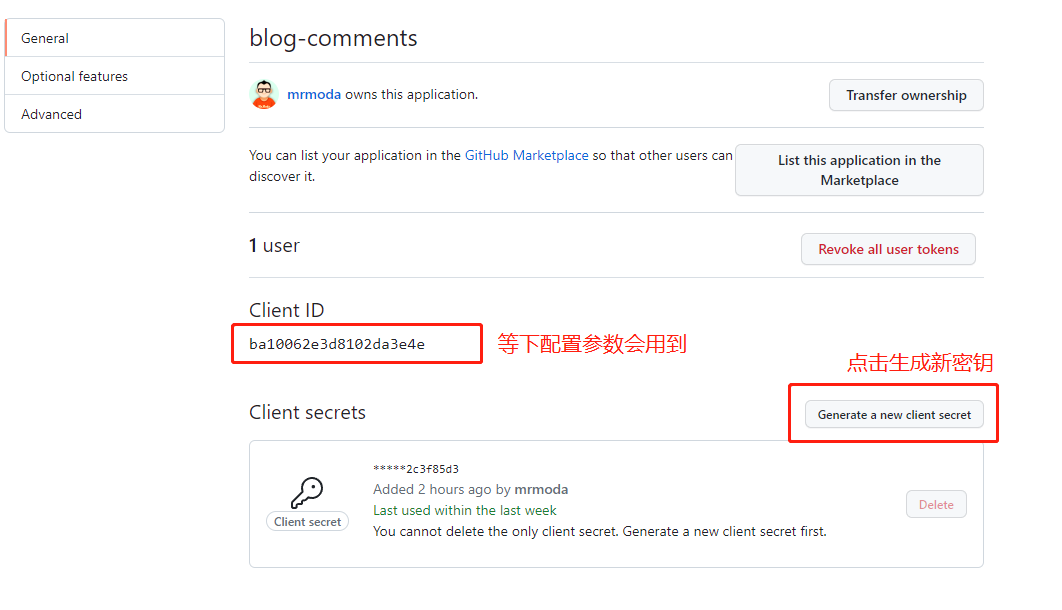 General
Optional features
Advanced
blog-comments
mrmoda owns this application.
Transfer ownership
You can list your application in the GitHub Marketplace so that other users can
discover it.
List this application in the
Marketplace
1 user
Revoke all user tokens
Client ID
ba10062e3d8102da3e4e
等下配置参数会用到
点击生成新密钥
Client secrets
Generate a new client secret
*****2c3f85d3
Added 2 hours ago by mrmoda
Last used within the last week
You cannot delete the only client secret. Generate a new client secret first.
Client secret
Delete